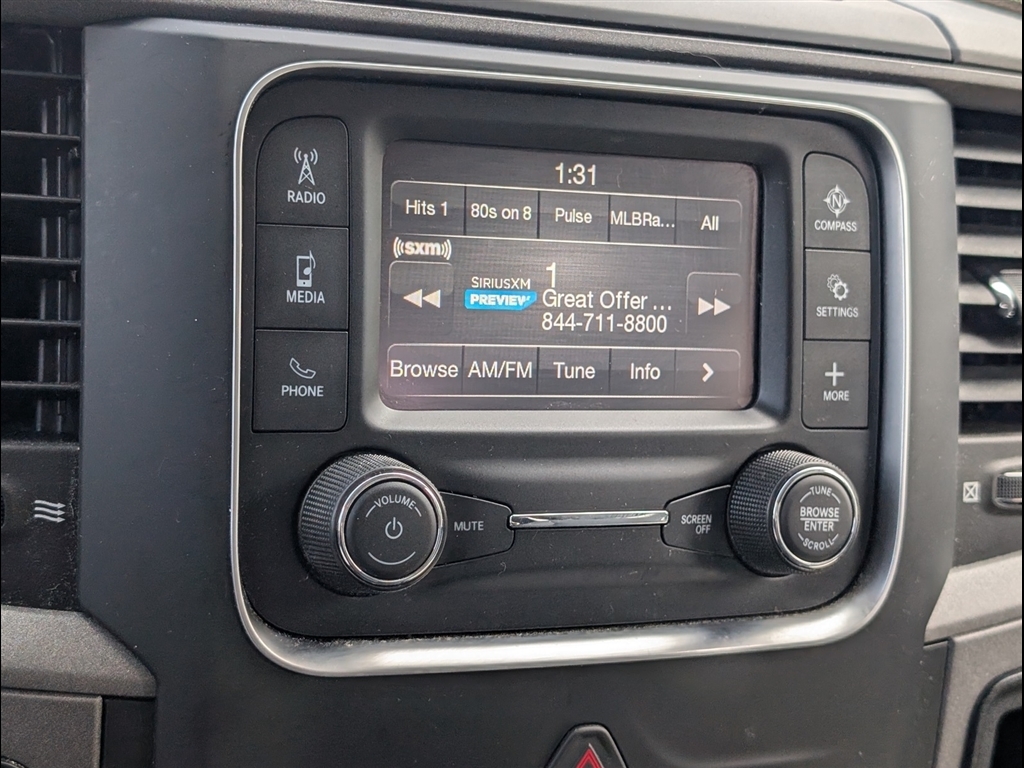 RADIO
MEDIA
PHONE
1:31
Hits 1 80s on 8 Pulse MLBRa... All
((sxm))
SIRIUSXM
PREVIEW
1
Great Offer ...
844-711-8800
Browse AM/FM Tune Info >
N
COMPASS
SETTINGS
+
MORE
VOLUME
MUTE
SCREEN
OFF
TUNE
BROWSE
ENTER
SCROLL